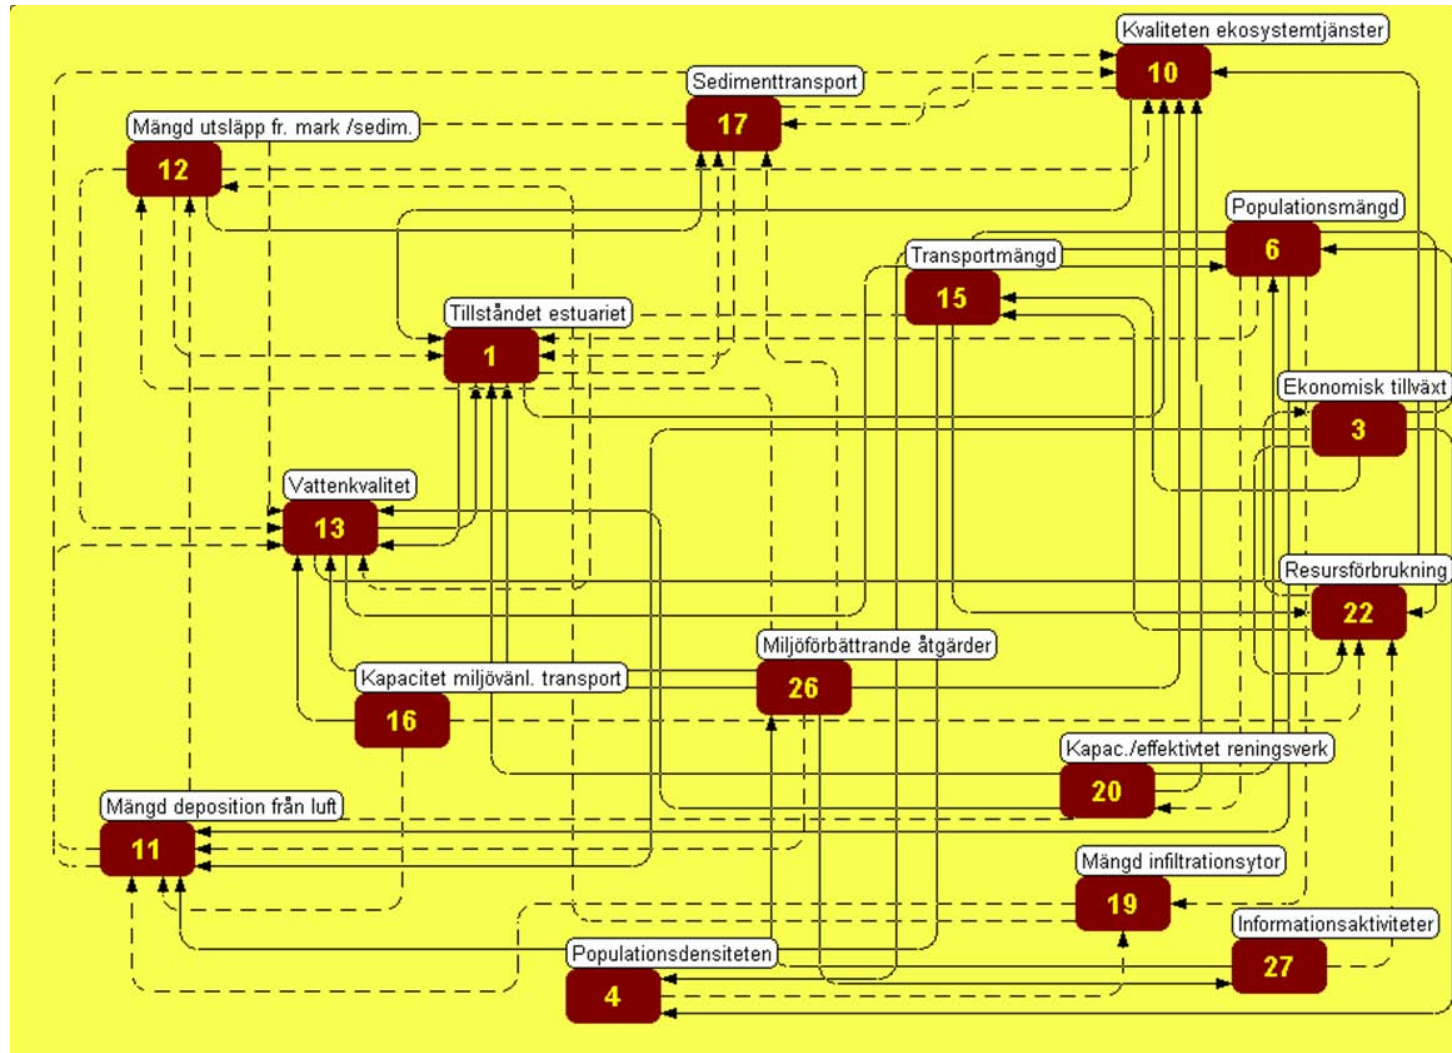 Kvaliteten ekosystemtjänster
10
Sedimenttransport
17
Mängd utsläpp fr. mark /sedim.
12
Populationsmängd
6
Transportmängd
15
Tillståndet estuariet
1
Ekonomisk tillväxt
3
Vattenkvalitet
13
Resursförbrukning
22
Miljöförbättrande åtgärder
26
Kapacitet miljövänl. transport
16
Kapac./effektivtet reningsverk
20
Mängd deposition från luft
11
Mängd infiltrationsytor
19
Informationsaktiviteter
27
Populationsdensiteten
4